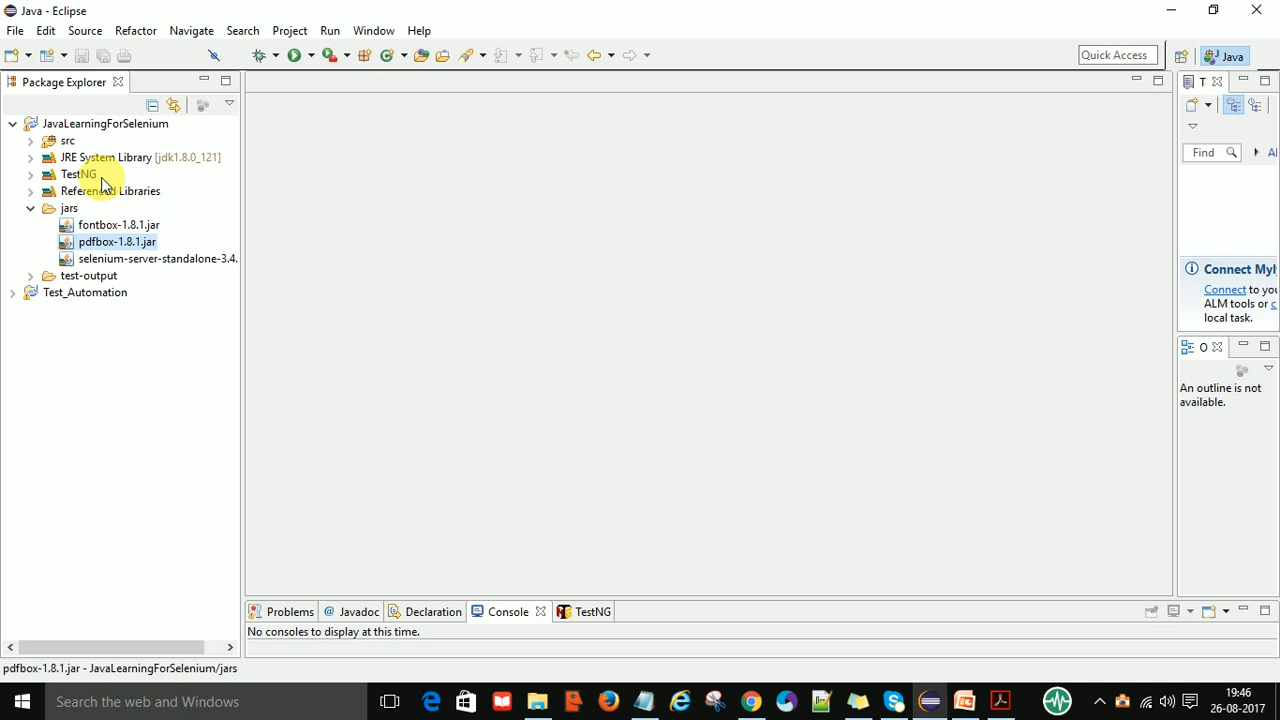 Java - Eclipse
File Edit Source Refactor Navigate Search Project Run Window Help
Quick Access
Java
Package Explorer
T
JavaLearningForSelenium
src
JRE System Library [jdk1.8.0_121]
TestNG
Referenced Libraries
jars
fontbox-1.8.1.jar
pdfbox-1.8.1.jar
selenium-server-standalone-3.4.
test-output
Test_Automation
Find
Al
Connect Myl
Connect to you
ALM tools or c
local task.
O
An outline is not
available.
Problems @ Javadoc Declaration Console TestNG
No consoles to display at this time.
pdfbox-1.8.1.jar - JavaLearningForSelenium/jars
Search the web and Windows
19:46
26-08-2017